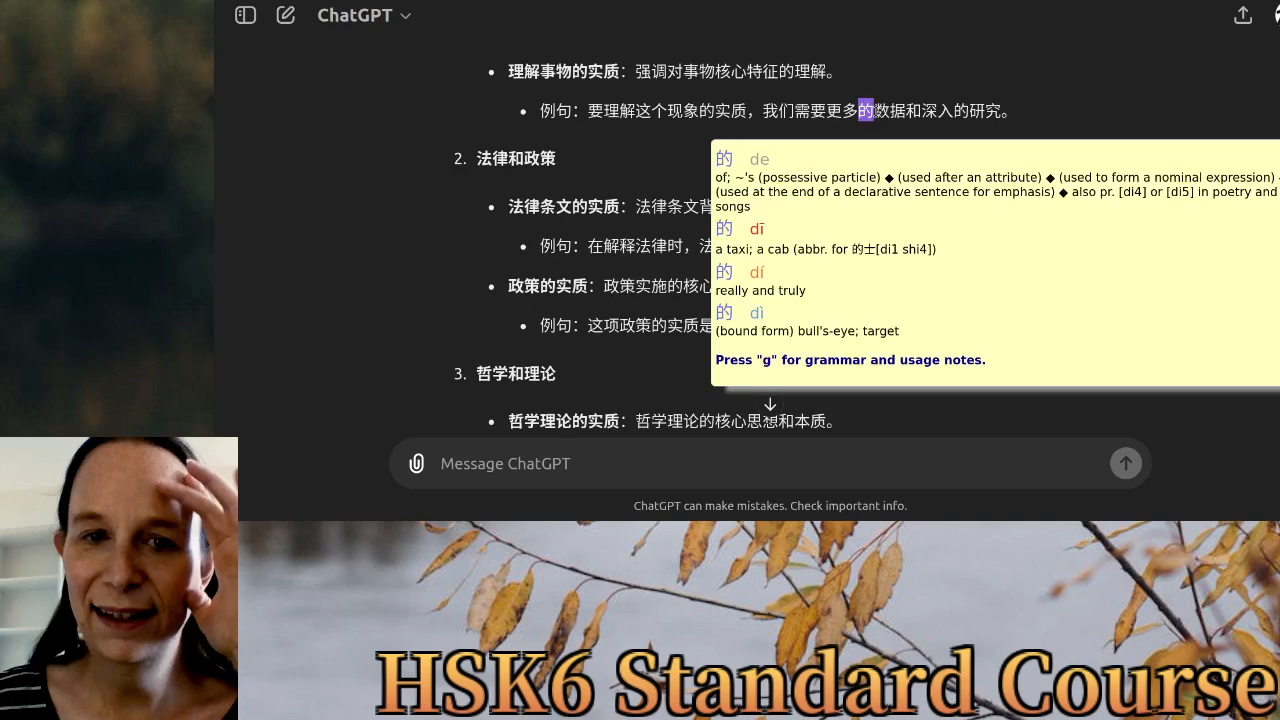 ChatGPT
理解事物的实质：强调对事物核心特征的理解。
例句：要理解这个现象的实质，我们需要更多的数据和深入的研究。
2. 法律和政策
法律条文的实质：法律条文背
例句：在解释法律时，法
政策的实质：政策实施的核心
例句：这项政策的实质是
3. 哲学和理论
哲学理论的实质：哲学理论的核心思想和本质。
的 de
of; ~'s (possessive particle) ◆ (used after an attribute) ◆ (used to form a nominal expression)
(used at the end of a declarative sentence for emphasis) ◆ also pr. [di4] or [di5] in poetry and
songs
的 dī
a taxi; a cab (abbr. for 的士[di1 shi4])
的 dí
really and truly
的 dì
(bound form) bull's-eye; target
Press "g" for grammar and usage notes.
Message ChatGPT
ChatGPT can make mistakes. Check important info.
HSK6 Standard Course